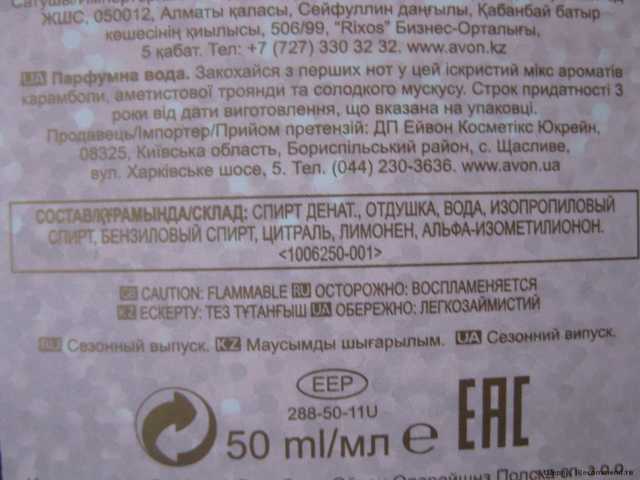 ЖШС, 050012, Алматы қаласы, Сейфуллин даңғылы, Қабанбай батыр
көшесінің қиылысы, 506/99, "Rixos" Бизнес-Орталығы,
5 қабат. Тел: +7 (727) 330 32 32. www.avon.kz
UA Парфумна вода. Закохайся з перших нот у цей іскристий мікс ароматів
карамболи, аметистової троянди та солодкого мускусу. Строк придатності 3
роки від дати виготовлення, що вказана на упаковці.
Продавець/Імпортер/Прийом претензій: ДП Ейвон Косметікс Юкрейн,
08325, Київська область, Бориспільський район, с. Щасливе,
вул. Харківське шосе, 5. Тел. (044) 230-3636. www.avon.ua
СОСТАВ/ҚҰРАМЫНДА/СКЛАД: СПИРТ ДЕНАТ., ОТДУШКА, ВОДА, ИЗОПРОПИЛОВЫЙ
СПИРТ, БЕНЗИЛОВЫЙ СПИРТ, ЦИТРАЛЬ, ЛИМОНЕН, АЛЬФА-ИЗОМЕТИЛИОНОН.
<1006250-001>
GB CAUTION: FLAMMABLE RU ОСТОРОЖНО: ВОСПЛАМЕНЯЕТСЯ
KZ ЕСКЕРТУ: ТЕЗ ТҰТАНҒЫШ UA ОБЕРЕЖНО: ЛЕГКОЗАЙМИСТИЙ
RU Сезонный выпуск. KZ Маусымды шығарылым. UA Сезонний випуск.
EEP
288-50-11U
50 ml/мл e
EAC